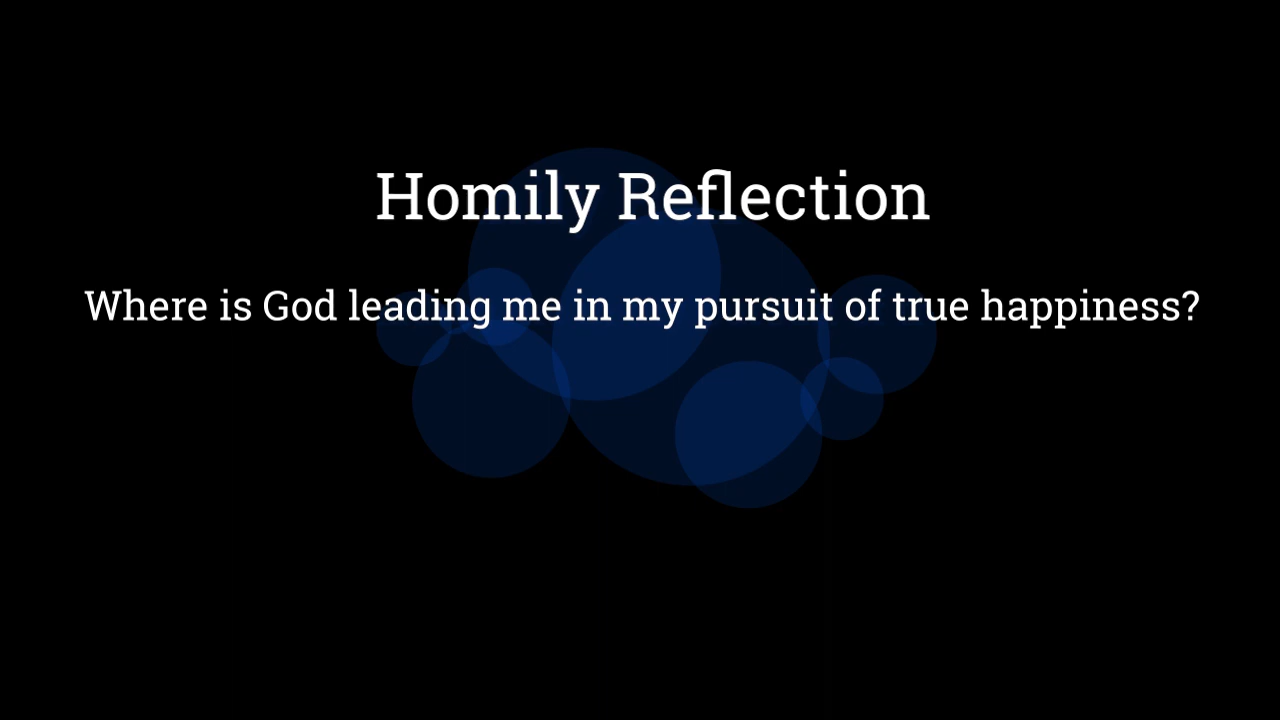 Homily Reflection
Where is God leading me in my pursuit of true happiness?